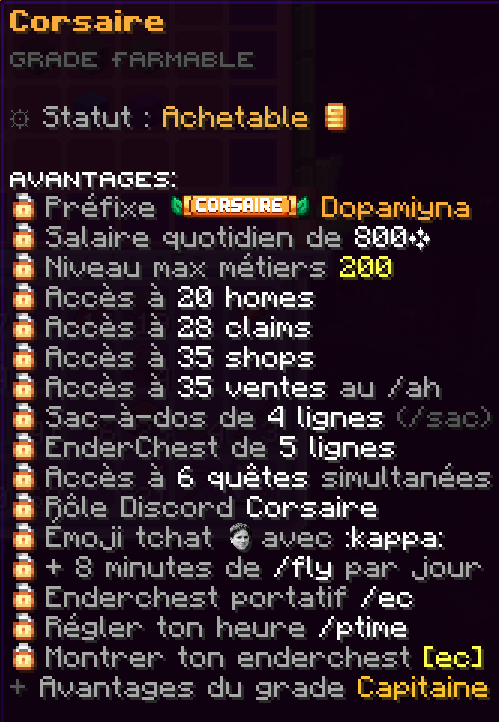 Corsaire
GRADE FARMABLE
Statut : Achetable
AVANTAGES:
Préfixe [CORSAIRE] Dopamiyna
Salaire quotidien de 800
Niveau max métiers 200
Accès à 20 homes
Accès à 28 claims
Accès à 35 shops
Accès à 35 ventes au /ah
Sac-à-dos de 4 lignes (/sac)
EnderChest de 5 lignes
Accès à 6 quêtes simultanées
Rôle Discord Corsaire
Émoji tchat avec :kappa:
+ 8 minutes de /fly par jour
Enderchest portatif /ec
Régler ton heure /ptime
Montrer ton enderchest [ec]
+ Avantages du grade Capitaine